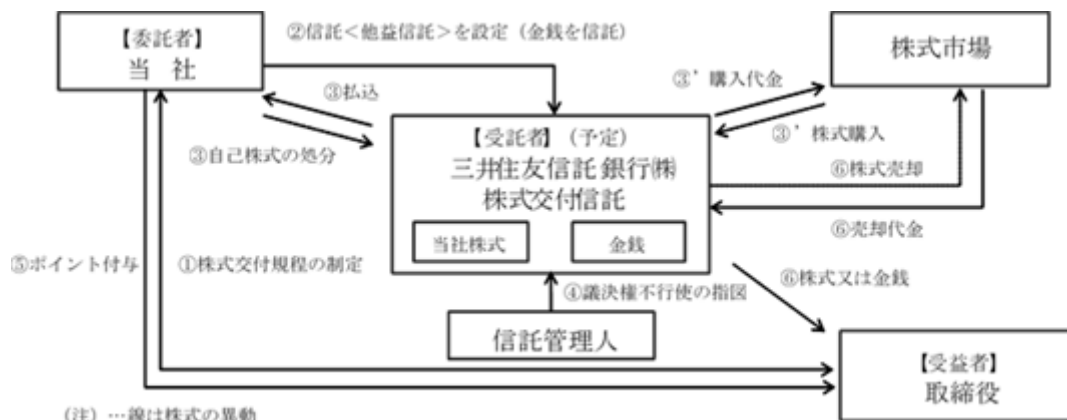 【委託者】
当 社
②信託<他益信託>を設定（金銭を信託）
株式市場
③払込
③’購入代金
【受託者】（予定）
三井住友信託銀行㈱
株式交付信託
③’株式購入
③自己株式の処分
⑥株式売却
当社株式
金銭
⑥売却代金
⑤ポイント付与
①株式交付規程の制定
④議決権不行使の指図
⑥株式又は金銭
信託管理人
【受益者】
取締役
（注）…線は株式の異動